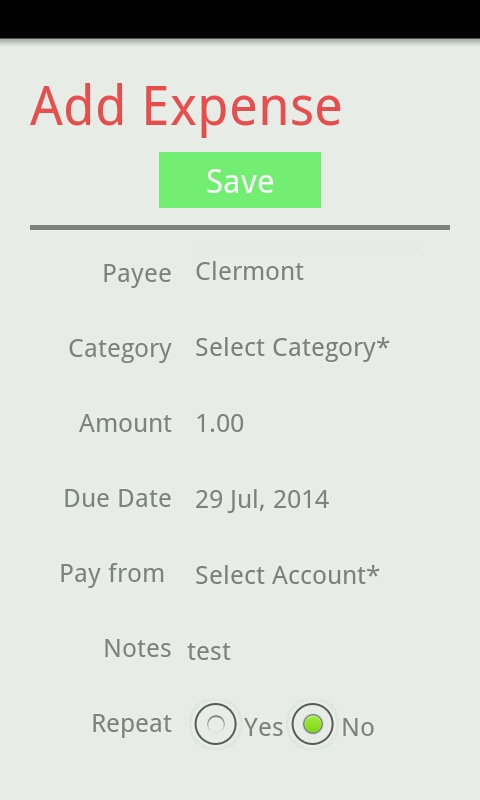 Add Expense
Save
Payee Clermont
Category Select Category*
Amount 1.00
Due Date 29 Jul, 2014
Pay from Select Account*
Notes test
Repeat Yes No